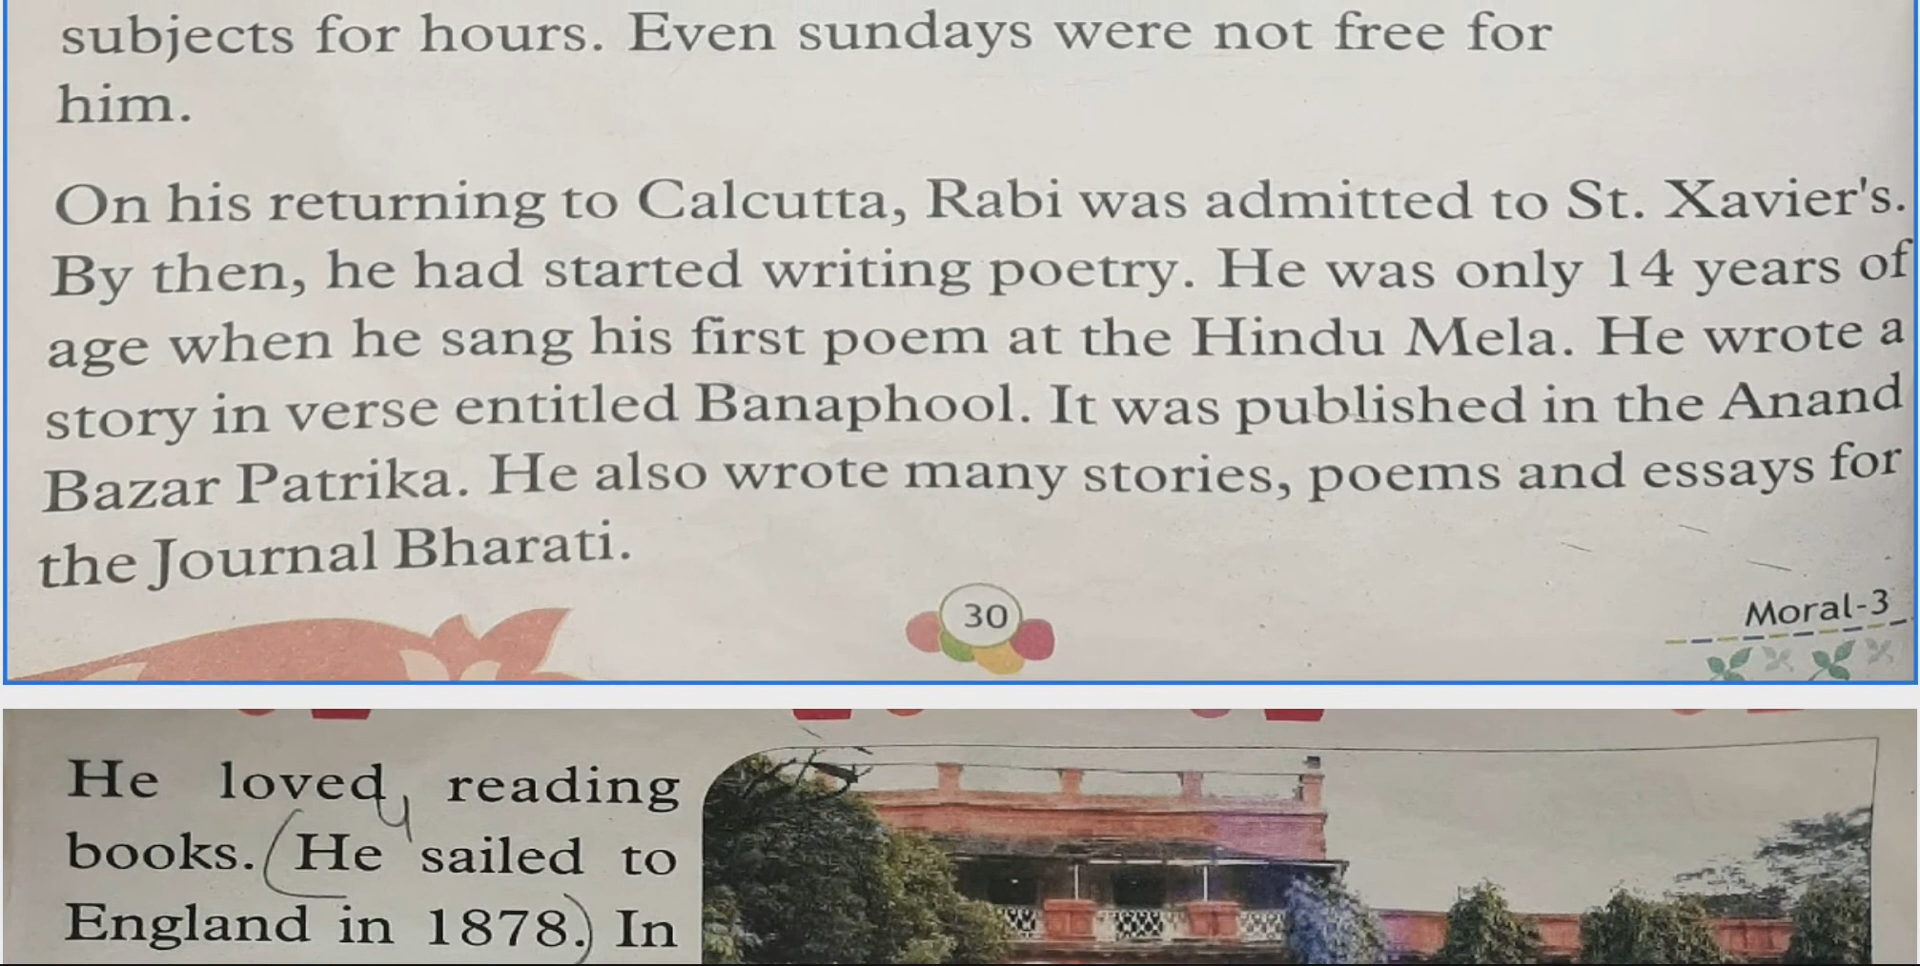 subjects for hours. Even sundays were not free for
him.
On his returning to Calcutta, Rabi was admitted to St. Xavier's.
By then, he had started writing poetry. He was only 14 years of
age when he sang his first poem at the Hindu Mela. He wrote a
story in verse entitled Banaphool. It was published in the Anand
Bazar Patrika. He also wrote many stories, poems and essays for
the Journal Bharati.
30
Moral-3
He loved reading
books. He sailed to
England in 1878. In